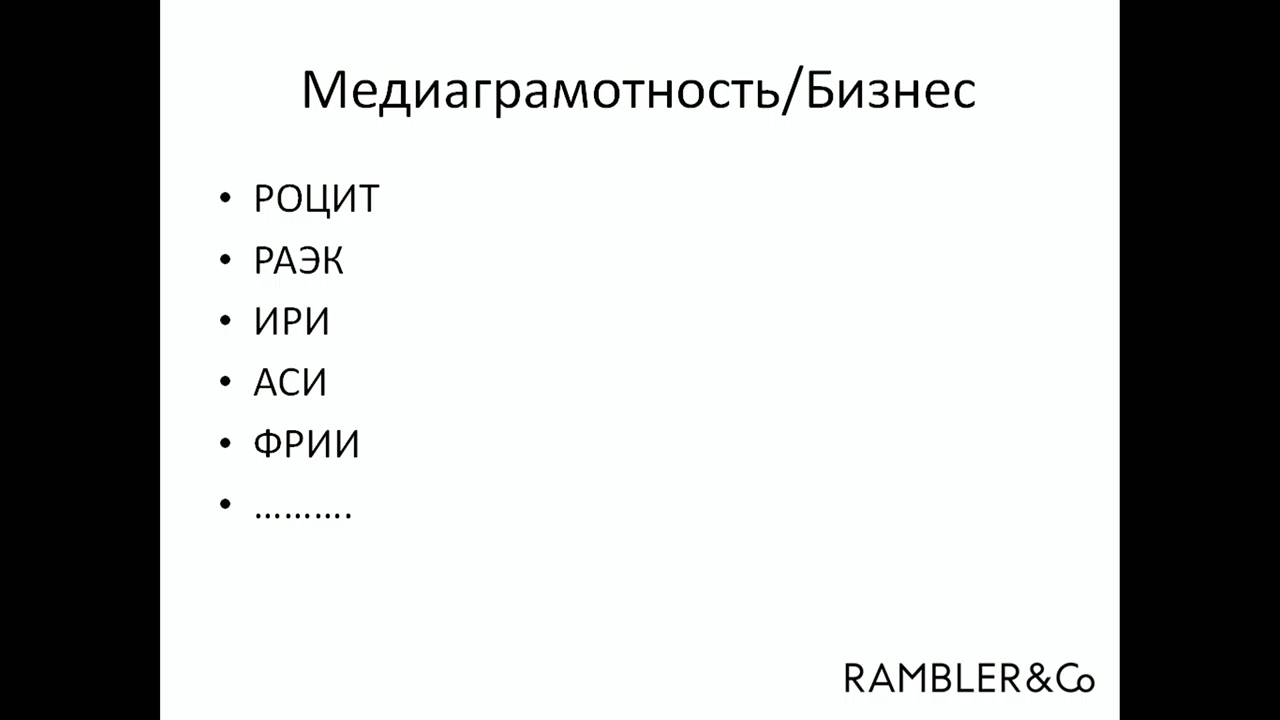 Медиаграмотность/Бизнес
• РОЦИТ
• РАЭК
• ИРИ
• АСИ
• ФРИИ
• ……….
RAMBLER&Co